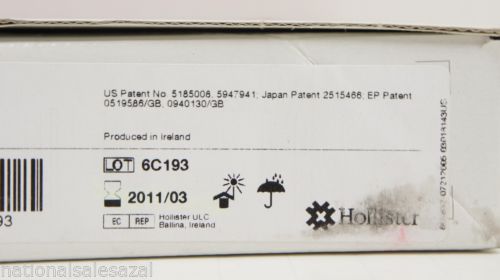 US Patent No. 5185008, 5947941; Japan Patent 2515466; EP Patent
0519586/GB, 0940130/GB
Produced in Ireland
LOT 6C193
2011/03
EC REP Hollister ULC
Ballina, Ireland
Hollister
93
nationalsalesazal